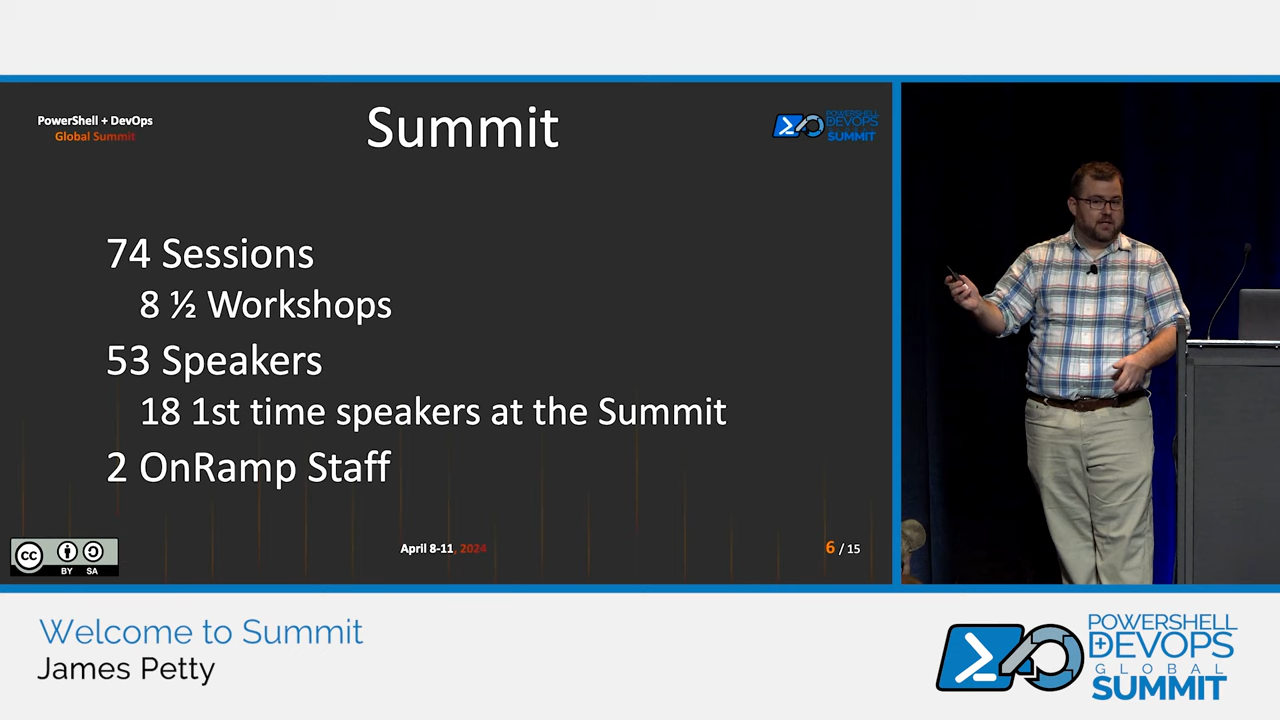 PowerShell + DevOps
Global Summit
Summit
POWERSHELL
DEVOPS
SUMMIT
74 Sessions
8 ½ Workshops
53 Speakers
18 1st time speakers at the Summit
2 OnRamp Staff
cc
BY SA
April 8-11, 2024
6 / 15
Welcome to Summit
James Petty
POWERSHELL
+DEVOPS
GLOBAL
SUMMIT